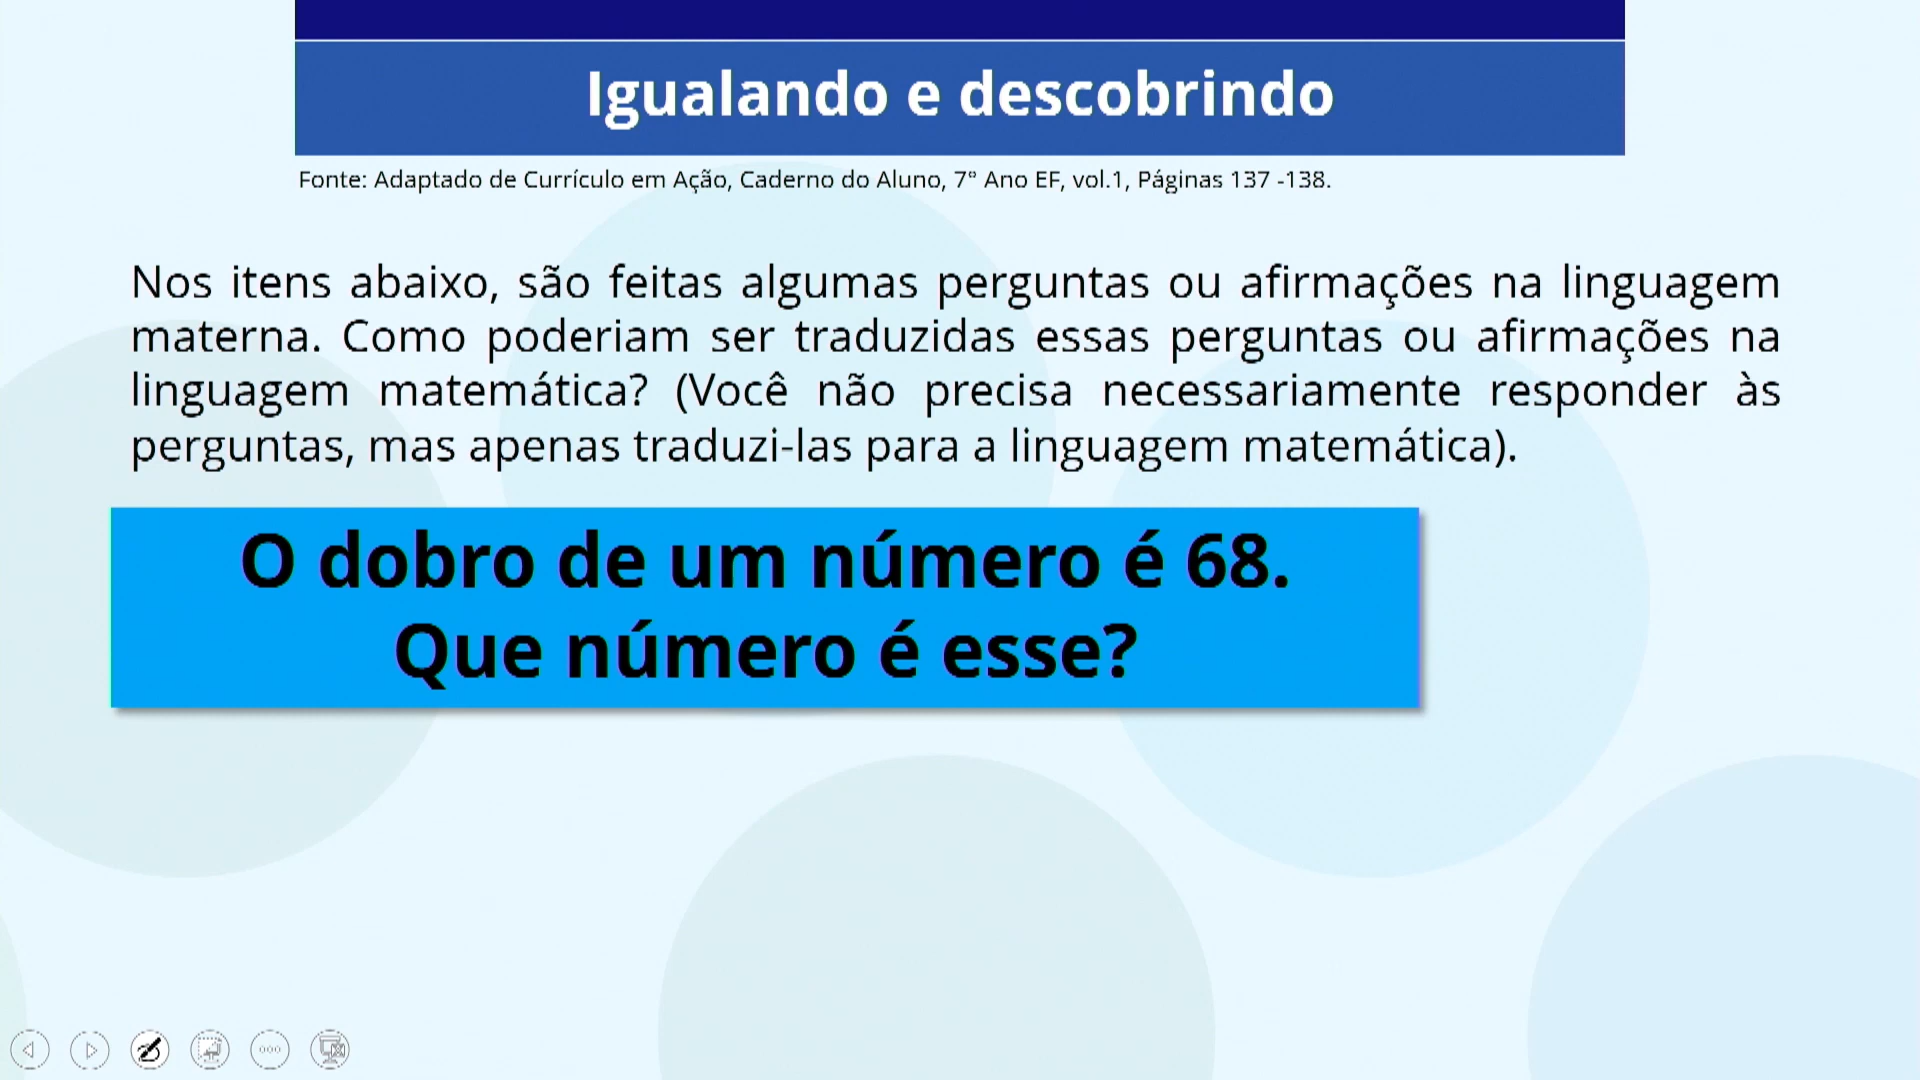 Igualando e descobrindo
Fonte: Adaptado de Currículo em Ação, Caderno do Aluno, 7° Ano EF, vol.1, Páginas 137 -138.
Nos itens abaixo, são feitas algumas perguntas ou afirmações na linguagem
materna. Como poderiam ser traduzidas essas perguntas ou afirmações na
linguagem matemática? (Você não precisa necessariamente responder às
perguntas, mas apenas traduzi-las para a linguagem matemática).
O dobro de um número é 68.
Que número é esse?